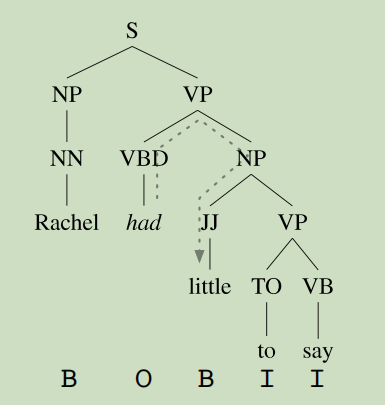 S
NP VP
NN VBD NP
Rachel had JJ VP
little TO VB
to say
B O B I I